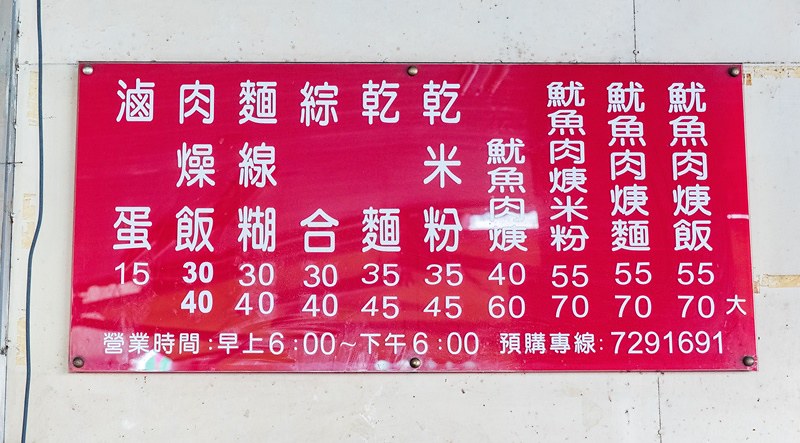 魷魚肉焿飯
55
70 大
魷魚肉焿麵
55
70
魷魚肉焿米粉
55
70
魷魚肉焿
40
60
乾米粉
35
45
乾麵
35
45
綜合
30
40
麵線糊
30
40
肉燥飯
30
40
滷蛋
15
營業時間:早上6:00~下午6:00 預購專線:7291691